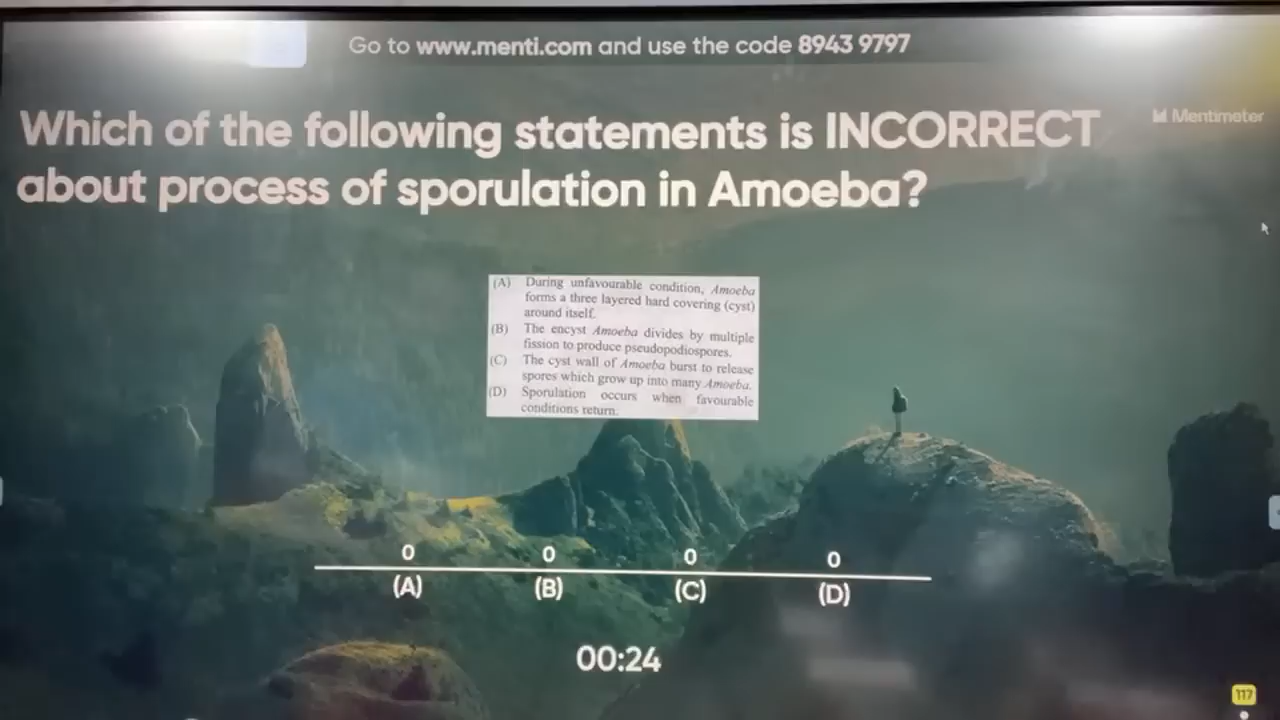 Go to www.menti.com and use the code 8943 9797
Which of the following statements is INCORRECT
about process of sporulation in Amoeba?
Mentimeter
(A) During unfavourable condition, Amoeba
forms a three layered hard covering (cyst)
around itself.
(B) The encyst Amoeba divides by multiple
fission to produce pseudopodiospores.
(C) The cyst wall of Amoeba burst to release
spores which grow up into many Amoeba.
(D) Sporulation occurs when favourable
conditions return.
0 0 0 0
(A) (B) (C) (D)
00:24
117